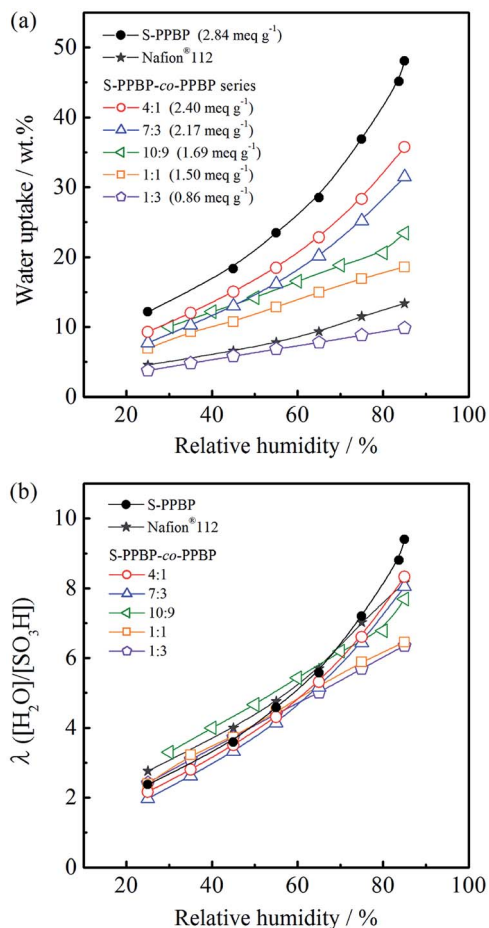 (a)
S-PPBP (2.84 meq g⁻¹)
Nafion®112
S-PPBP-co-PPBP series
4:1 (2.40 meq g⁻¹)
7:3 (2.17 meq g⁻¹)
10:9 (1.69 meq g⁻¹)
1:1 (1.50 meq g⁻¹)
1:3 (0.86 meq g⁻¹)
Water uptake / wt.%
50
40
30
20
10
0
20 40 60 80 100
Relative humidity / %
(b)
S-PPBP
Nafion®112
S-PPBP-co-PPBP
4:1
7:3
10:9
1:1
1:3
λ ([H₂O]/[SO₃H])
10
8
6
4
2
0
20 40 60 80 100
Relative humidity / %